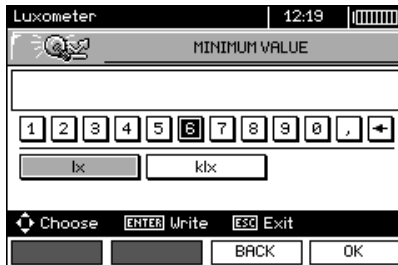 Luxometer 12:19
MINIMUM VALUE
1 2 3 4 5 6 7 8 9 0 ,
lx klx
Choose ENTER Write ESC Exit
BACK OK